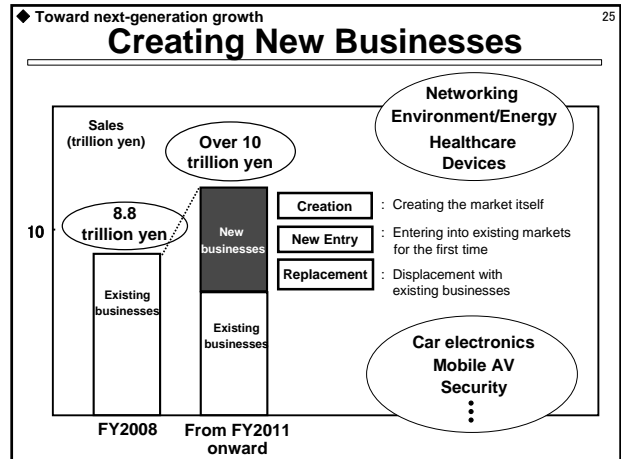 ◆ Toward next-generation growth
25
Creating New Businesses
Sales
(trillion yen)
10
8.8
trillion yen
Existing
businesses
FY2008
Over 10
trillion yen
New
businesses
Existing
businesses
From FY2011
onward
Networking
Environment/Energy
Healthcare
Devices
Creation : Creating the market itself
New Entry : Entering into existing markets
for the first time
Replacement : Displacement with
existing businesses
Car electronics
Mobile AV
Security
⋮